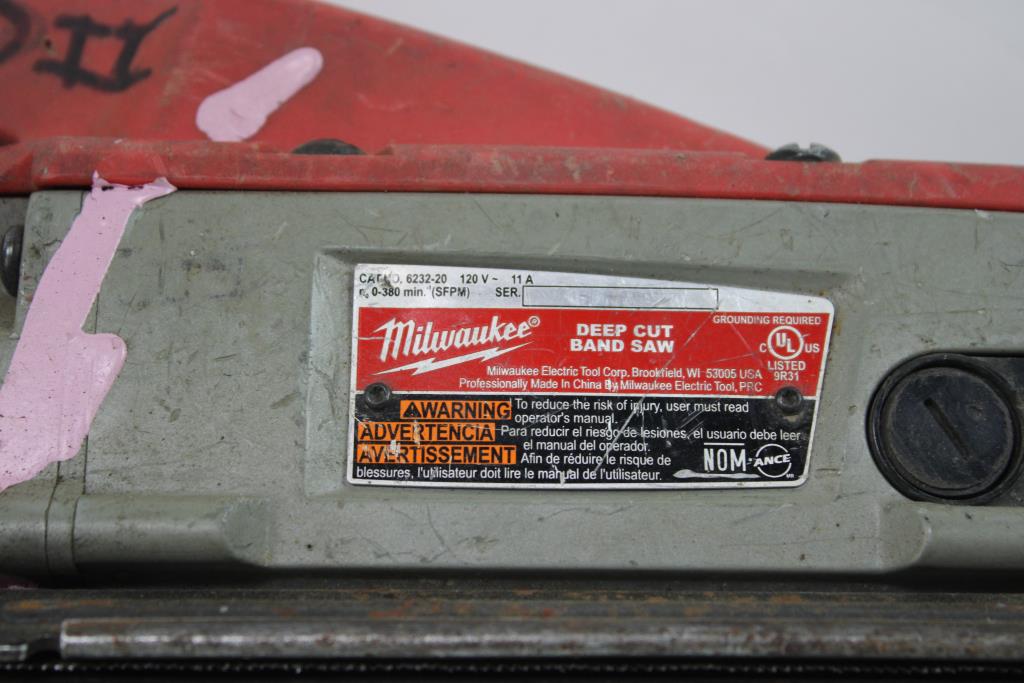 CAT NO. 6232-20 120 V~ 11 A
n₀ 0-380 min. (SFPM) SER.
Milwaukee®
DEEP CUT
BAND SAW
GROUNDING REQUIRED
C UL US
LISTED
9R31
Milwaukee Electric Tool Corp. Brookfield, WI 53005 USA
Professionally Made In China By Milwaukee Electric Tool, PRC
WARNING To reduce the risk of injury, user must read
operator's manual.
ADVERTENCIA Para reducir el riesgo de lesiones, el usuario debe leer
el manual del operador.
AVERTISSEMENT Afin de réduire le risque de
blessures, l'utilisateur doit lire le manual de l'utilisateur.
NOM-ANCE